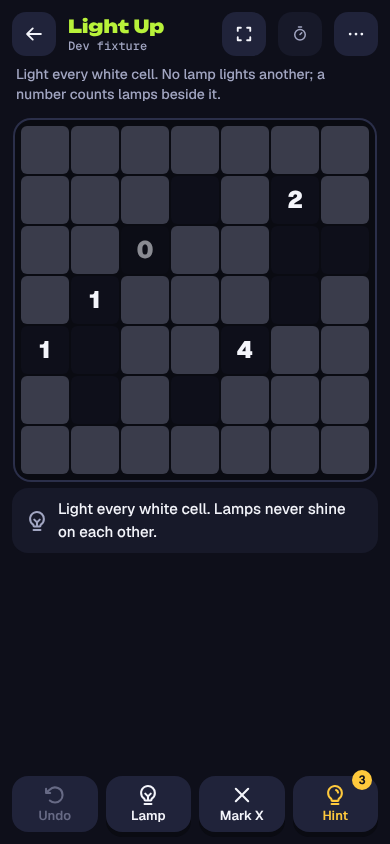 Light Up
Dev fixture
Light every white cell. No lamp lights another; a
number counts lamps beside it.
2
0
1
1 4
Light every white cell. Lamps never shine
on each other.
3
Undo Lamp Mark X Hint